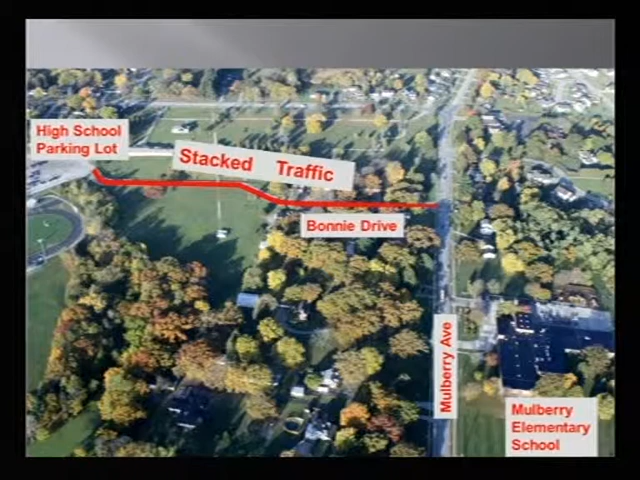 High School
Parking Lot
Stacked Traffic
Bonnie Drive
Mulberry Ave
Mulberry
Elementary
School